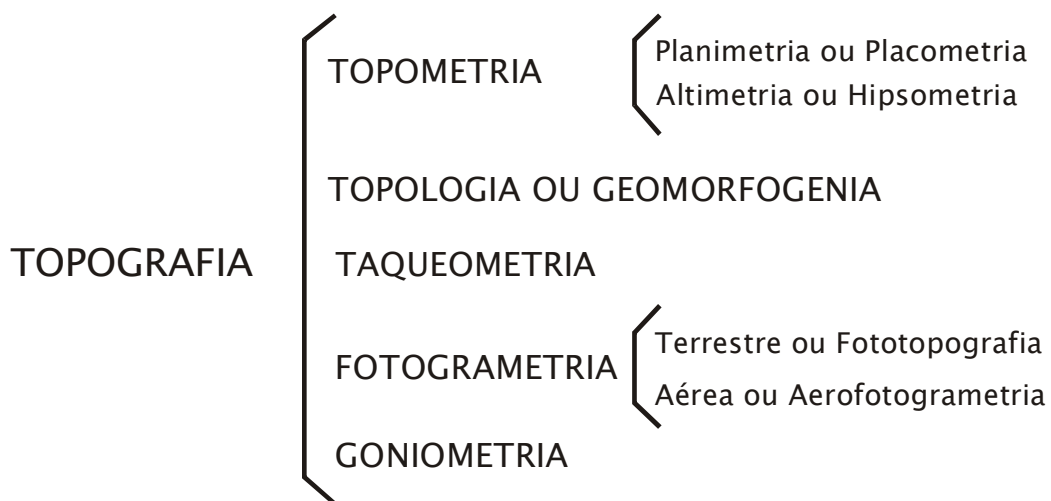 TOPOGRAFIA
TOPOMETRIA
Planimetria ou Placometria
Altimetria ou Hipsometria
TOPOLOGIA OU GEOMORFOGENIA
TAQUEOMETRIA
FOTOGRAMETRIA
Terrestre ou Fototopografia
Aérea ou Aerofotogrametria
GONIOMETRIA